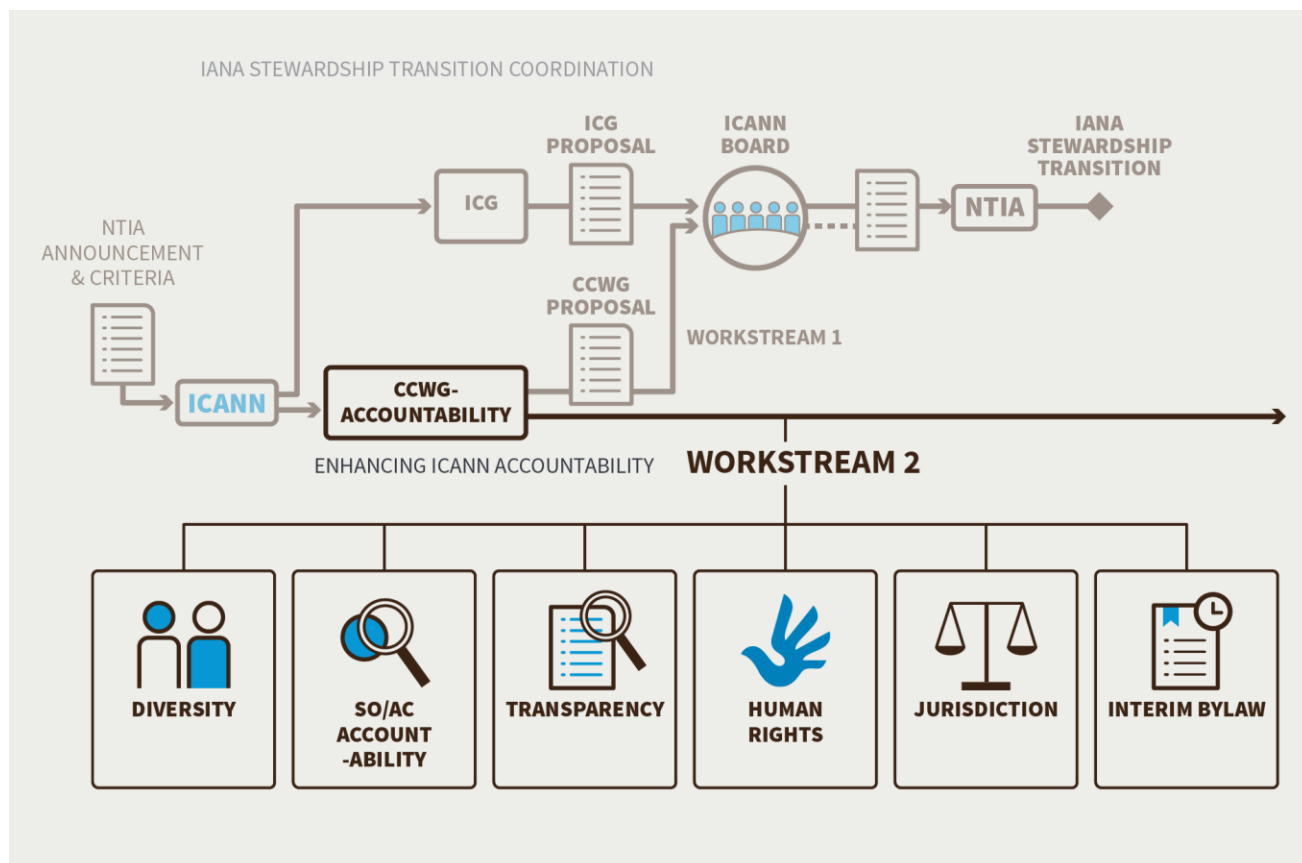 IANA STEWARDSHIP TRANSITION COORDINATION
ICG
PROPOSAL
ICANN
BOARD
IANA
STEWARDSHIP
TRANSITION
ICG
NTIA
NTIA
ANNOUNCEMENT
& CRITERIA
CCWG
PROPOSAL
WORKSTREAM 1
ICANN
CCWG-
ACCOUNTABILITY
ENHANCING ICANN ACCOUNTABILITY
WORKSTREAM 2
DIVERSITY
SO/AC
ACCOUNT
-ABILITY
TRANSPARENCY
HUMAN
RIGHTS
JURISDICTION
INTERIM BYLAW